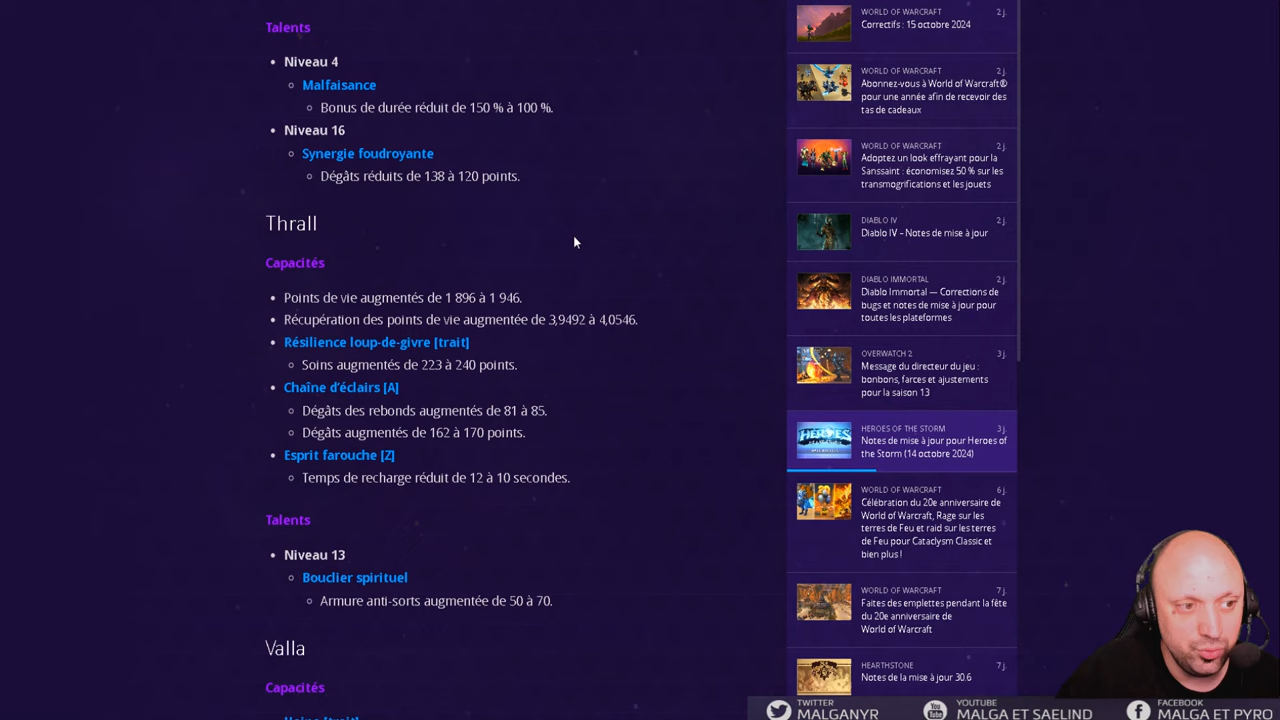 Talents
Niveau 4
Malfaisance
Bonus de durée réduit de 150 % à 100 %.
Niveau 16
Synergie foudroyante
Dégâts réduits de 138 à 120 points.
Thrall
Capacités
Points de vie augmentés de 1 896 à 1 946.
Récupération des points de vie augmentée de 3,9492 à 4,0546.
Résilience loup-de-givre [trait]
Soins augmentés de 223 à 240 points.
Chaîne d'éclairs [A]
Dégâts des rebonds augmentés de 81 à 85.
Dégâts augmentés de 162 à 170 points.
Esprit farouche [Z]
Temps de recharge réduit de 12 à 10 secondes.
Talents
Niveau 13
Bouclier spirituel
Armure anti-sorts augmentée de 50 à 70.
Valla
Capacités
Haine [trait]
WORLD OF WARCRAFT 2 j.
Correctifs : 15 octobre 2024
WORLD OF WARCRAFT 2 j.
Abonnez-vous à World of Warcraft®
pour une année afin de recevoir des
tas de cadeaux
WORLD OF WARCRAFT 2 j.
Adoptez un look effrayant pour la
Sanssaint : économisez 50 % sur les
transmogrifications et les jouets
DIABLO IV 2 j.
Diablo IV – Notes de mise à jour
DIABLO IMMORTAL 2 j.
Diablo Immortal — Corrections de
bugs et notes de mise à jour pour
toutes les plateformes
OVERWATCH 2 3 j.
Message du directeur du jeu :
bonbons, farces et ajustements
pour la saison 13
HEROES OF THE STORM 3 j.
Notes de mise à jour pour Heroes of
the Storm (14 octobre 2024)
WORLD OF WARCRAFT 6 j.
Célébration du 20e anniversaire de
World of Warcraft, Rage sur les
terres de Feu et raid sur les terres
de Feu pour Cataclysm Classic et
bien plus !
WORLD OF WARCRAFT 7 j.
Faites des emplettes pendant la fête
du 20e anniversaire de
World of Warcraft
HEARTHSTONE 7 j.
Notes de la mise à jour 30.6
TWITTER
MALGANYR
YOUTUBE
MALGA ET SAELIND
FACEBOOK
MALGA ET PYRO